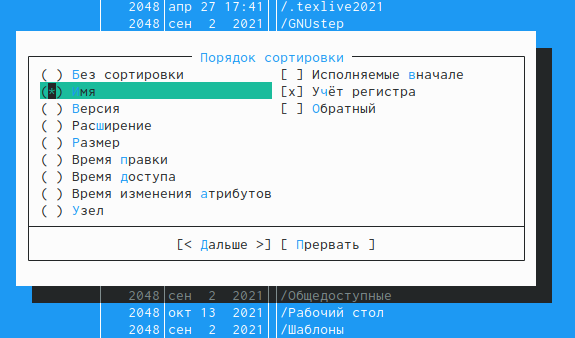 2048 апр 27 17:41 /.texlive2021
2048 сен 2 2021 /GNUstep
Порядок сортировки
( ) Без сортировки [ ] Исполняемые вначале
(*) Имя [x] Учёт регистра
( ) Версия [ ] Обратный
( ) Расширение
( ) Размер
( ) Время правки
( ) Время доступа
( ) Время изменения атрибутов
( ) Узел
[< Дальше >] [ Прервать ]
2048 сен 2 2021 /Общедоступные
2048 окт 13 2021 /Рабочий стол
2048 сен 2 2021 /Шаблоны